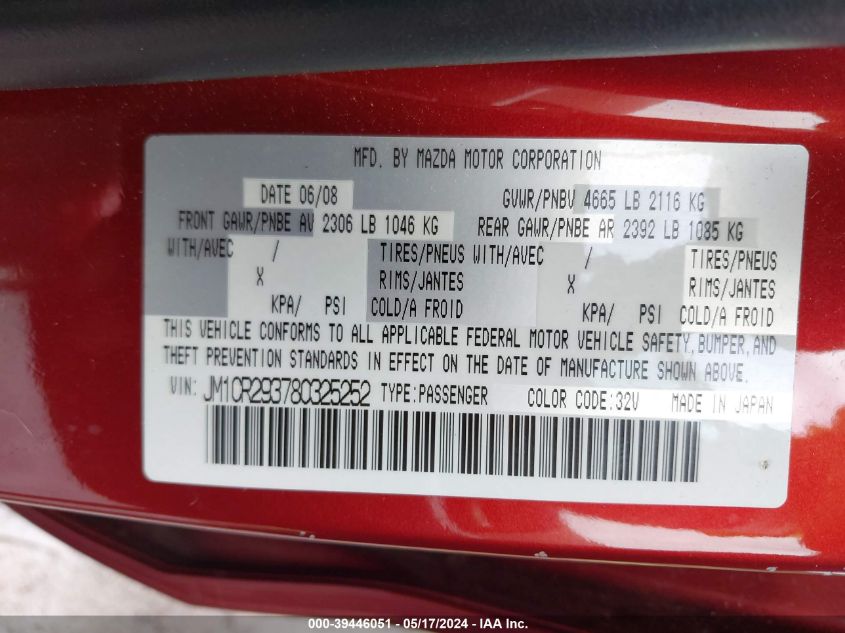 MFD. BY MAZDA MOTOR CORPORATION
DATE 06/08 GVWR/PNBV 4665 LB 2116 KG
FRONT GAWR/PNBE AV 2306 LB 1046 KG REAR GAWR/PNBE AR 2392 LB 1085 KG
WITH/AVEC / TIRES/PNEUS WITH/AVEC / TIRES/PNEUS
X RIMS/JANTES X RIMS/JANTES
KPA/ PSI COLD/A FROID KPA/ PSI COLD/A FROID
THIS VEHICLE CONFORMS TO ALL APPLICABLE FEDERAL MOTOR VEHICLE SAFETY, BUMPER, AND
THEFT PREVENTION STANDARDS IN EFFECT ON THE DATE OF MANUFACTURE SHOWN ABOVE.
VIN: JM1CR293780325252 TYPE:PASSENGER COLOR CODE:32V MADE IN JAPAN
000-39446051 - 05/17/2024 - IAA Inc.